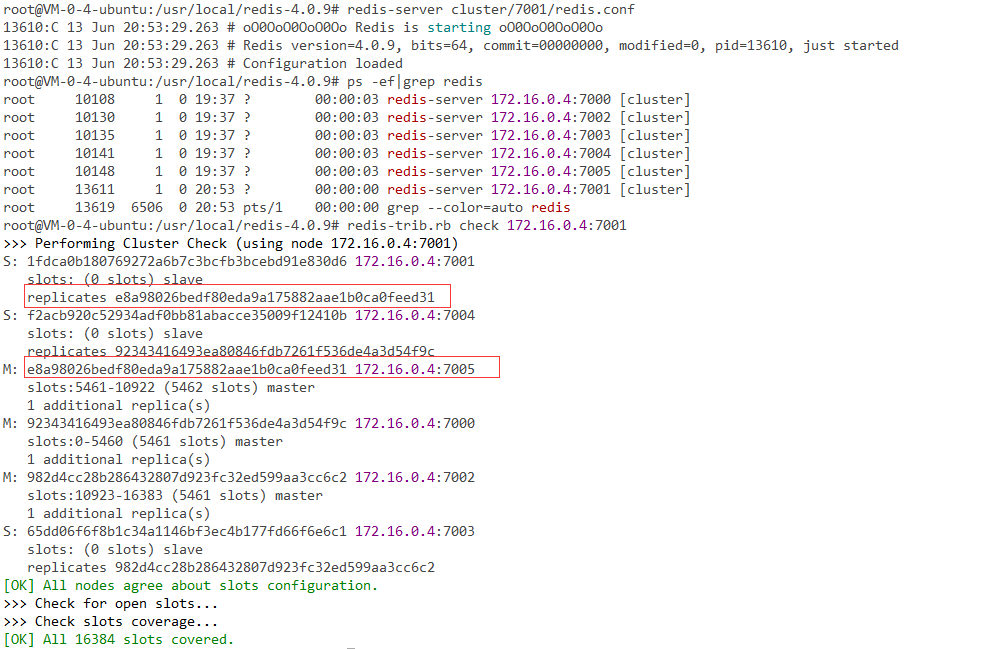 root@VM-0-4-ubuntu:/usr/local/redis-4.0.9# redis-server cluster/7001/redis.conf
13610:C 13 Jun 20:53:29.263 # oO0OoO0OoO0Oo Redis is starting oO0OoO0OoO0Oo
13610:C 13 Jun 20:53:29.263 # Redis version=4.0.9, bits=64, commit=00000000, modified=0, pid=13610, just started
13610:C 13 Jun 20:53:29.263 # Configuration loaded
root@VM-0-4-ubuntu:/usr/local/redis-4.0.9# ps -ef|grep redis
root     10108     1  0 19:37 ?        00:00:03 redis-server 172.16.0.4:7000 [cluster]
root     10130     1  0 19:37 ?        00:00:03 redis-server 172.16.0.4:7002 [cluster]
root     10135     1  0 19:37 ?        00:00:03 redis-server 172.16.0.4:7003 [cluster]
root     10141     1  0 19:37 ?        00:00:03 redis-server 172.16.0.4:7004 [cluster]
root     10148     1  0 19:37 ?        00:00:03 redis-server 172.16.0.4:7005 [cluster]
root     13611     1  0 20:53 ?        00:00:00 redis-server 172.16.0.4:7001 [cluster]
root     13619  6506  0 20:53 pts/1    00:00:00 grep --color=auto redis
root@VM-0-4-ubuntu:/usr/local/redis-4.0.9# redis-trib.rb check 172.16.0.4:7001
>>> Performing Cluster Check (using node 172.16.0.4:7001)
S: 1fdca0b180769272a6b7c3bcfb3bcebd91e830d6 172.16.0.4:7001
   slots: (0 slots) slave
   replicates e8a98026bedf80eda9a175882aae1b0ca0feed31
S: f2acb920c52934adf0bb81abacce35009f12410b 172.16.0.4:7004
   slots: (0 slots) slave
   replicates 92343416493ea80846fdb7261f536de4a3d54f9c
M: e8a98026bedf80eda9a175882aae1b0ca0feed31 172.16.0.4:7005
   slots:5461-10922 (5462 slots) master
   1 additional replica(s)
M: 92343416493ea80846fdb7261f536de4a3d54f9c 172.16.0.4:7000
   slots:0-5460 (5461 slots) master
   1 additional replica(s)
M: 982d4cc28b286432807d923fc32ed599aa3cc6c2 172.16.0.4:7002
   slots:10923-16383 (5461 slots) master
   1 additional replica(s)
S: 65dd06f6f8b1c34a1146bf3ec4b177fd66f6e6c1 172.16.0.4:7003
   slots: (0 slots) slave
   replicates 982d4cc28b286432807d923fc32ed599aa3cc6c2
[OK] All nodes agree about slots configuration.
>>> Check for open slots...
>>> Check slots coverage...
[OK] All 16384 slots covered.